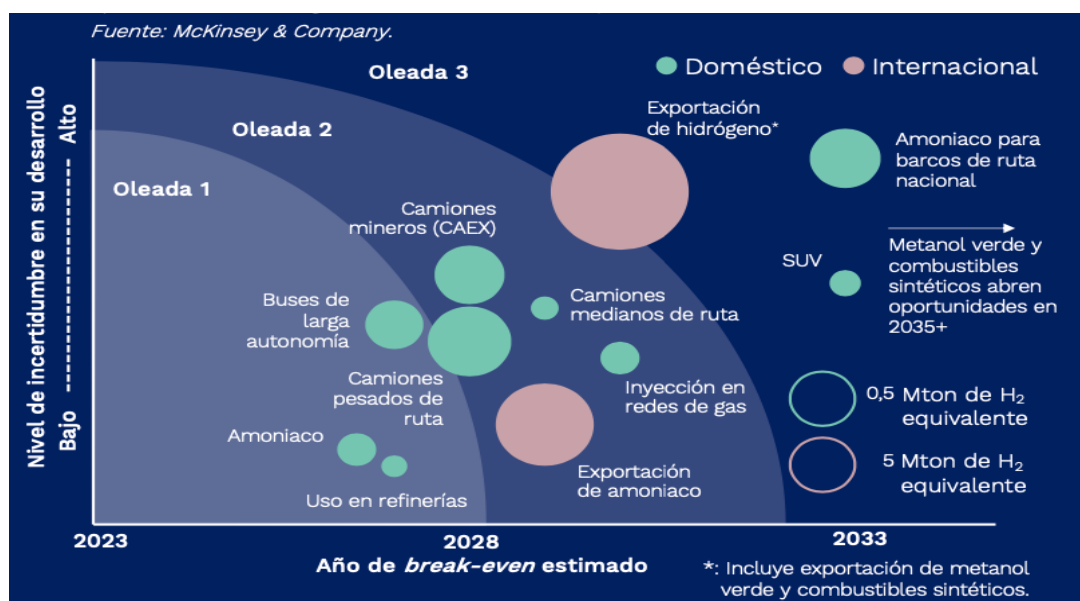 Fuente: McKinsey & Company.
Oleada 3
Doméstico
Internacional
Oleada 2
Oleada 1
Nivel de incertidumbre en su desarrollo
Alto
Bajo
Exportación
de hidrógeno*
Amoniaco para
barcos de ruta
nacional
Camiones
mineros (CAEX)
SUV
Metanol verde y
combustibles
sintéticos abren
oportunidades en
2035+
Buses de
larga
autonomía
Camiones
medianos de ruta
Camiones
pesados de
ruta
Inyección en
redes de gas
0,5 Mton de H₂
equivalente
Amoniaco
Uso en refinerías
Exportación
de amoniaco
5 Mton de H₂
equivalente
2023
2028
2033
Año de break-even estimado
*: Incluye exportación de metanol
verde y combustibles sintéticos.